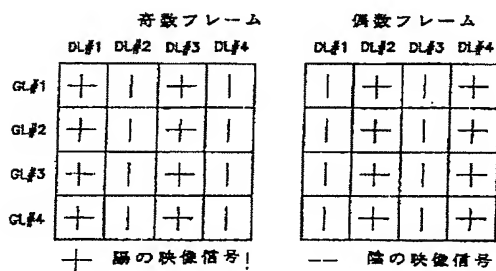 奇数フレーム 偶数フレーム
DL#1 DL#2 DL#3 DL#4 DL#1 DL#2 DL#3 DL#4
GL#1 + | + | | + | +
GL#2 + | + | | + | +
GL#3 + | + | | + | +
GL#4 + | + | | + | +
+ 陽の映像信号! -- 陰の映像信号